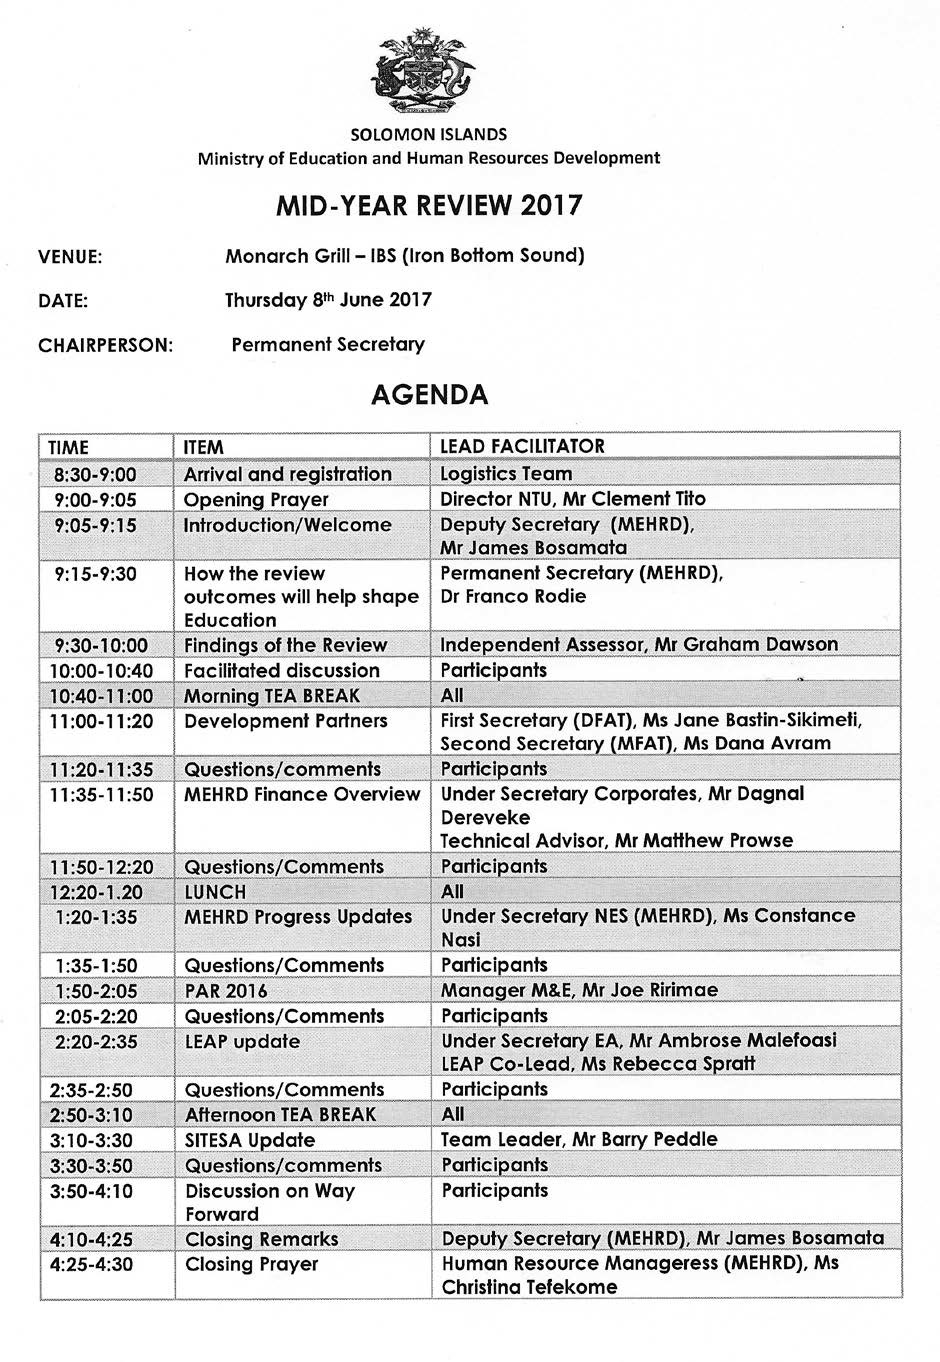 SOLOMON ISLANDS
Ministry of Education and Human Resources Development
MID-YEAR REVIEW 2017
VENUE: Monarch Grill – IBS (Iron Bottom Sound)
DATE: Thursday 8th June 2017
CHAIRPERSON: Permanent Secretary
AGENDA
TIME ITEM LEAD FACILITATOR
8:30-9:00 Arrival and registration Logistics Team
9:00-9:05 Opening Prayer Director NTU, Mr Clement Tito
9:05-9:15 Introduction/Welcome Deputy Secretary (MEHRD),
Mr James Bosamata
9:15-9:30 How the review Permanent Secretary (MEHRD),
outcomes will help shape Dr Franco Rodie
Education
9:30-10:00 Findings of the Review Independent Assessor, Mr Graham Dawson
10:00-10:40 Facilitated discussion Participants
10:40-11:00 Morning TEA BREAK All
11:00-11:20 Development Partners First Secretary (DFAT), Ms Jane Bastin-Sikimeti,
Second Secretary (MFAT), Ms Dana Avram
11:20-11:35 Questions/comments Participants
11:35-11:50 MEHRD Finance Overview Under Secretary Corporates, Mr Dagnal
Dereveke
Technical Advisor, Mr Matthew Prowse
11:50-12:20 Questions/Comments Participants
12:20-1.20 LUNCH All
1:20-1:35 MEHRD Progress Updates Under Secretary NES (MEHRD), Ms Constance
Nasi
1:35-1:50 Questions/Comments Participants
1:50-2:05 PAR 2016 Manager M&E, Mr Joe Ririmae
2:05-2:20 Questions/Comments Participants
2:20-2:35 LEAP update Under Secretary EA, Mr Ambrose Malefoasi
LEAP Co-Lead, Ms Rebecca Spratt
2:35-2:50 Questions/Comments Participants
2:50-3:10 Afternoon TEA BREAK All
3:10-3:30 SITESA Update Team Leader, Mr Barry Peddle
3:30-3:50 Questions/comments Participants
3:50-4:10 Discussion on Way Participants
Forward
4:10-4:25 Closing Remarks Deputy Secretary (MEHRD), Mr James Bosamata
4:25-4:30 Closing Prayer Human Resource Manageress (MEHRD), Ms
Christina Tefekome